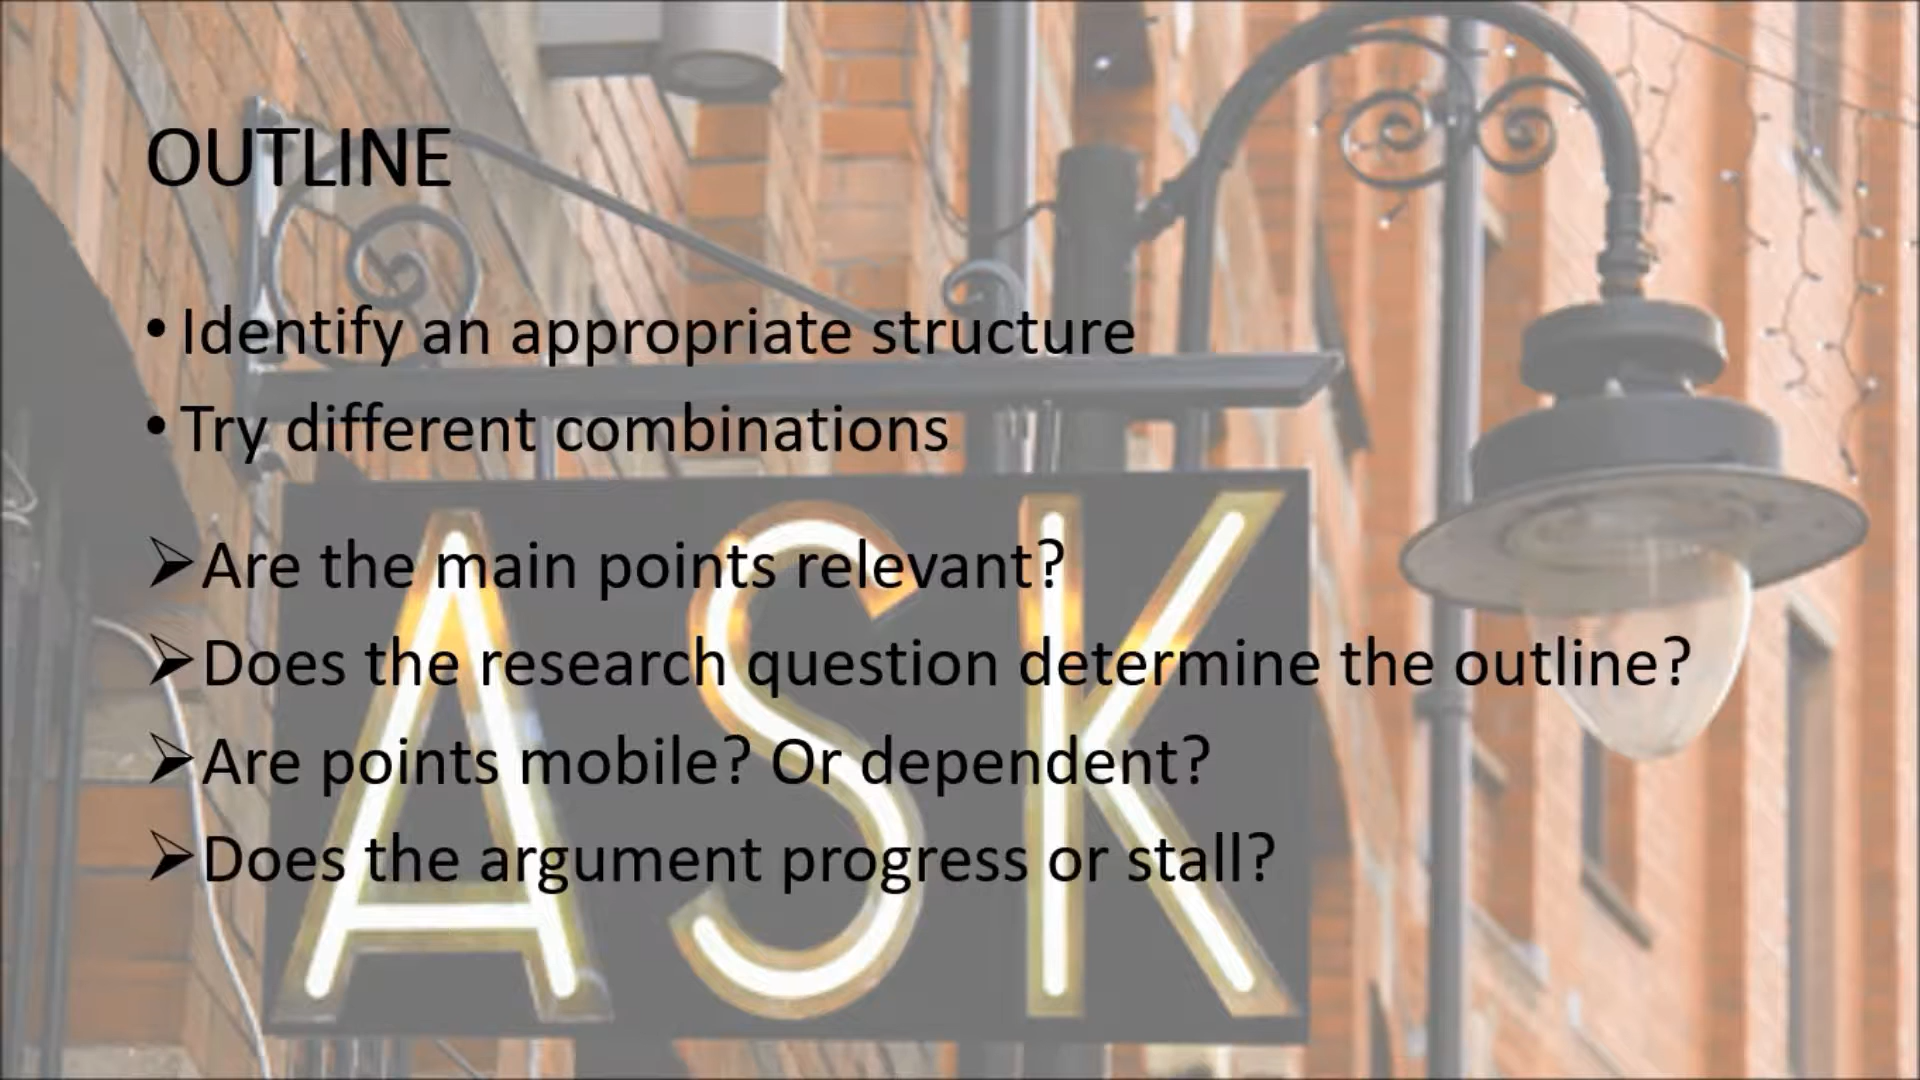 OUTLINE
• Identify an appropriate structure
• Try different combinations
➢Are the main points relevant?
➢Does the research question determine the outline?
➢Are points mobile? Or dependent?
➢Does the argument progress or stall?
ASK